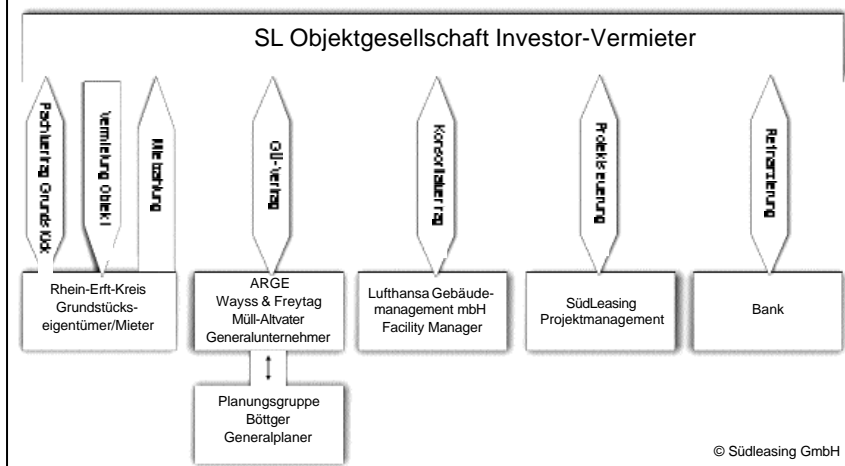 SL Objektgesellschaft Investor-Vermieter
Pachtvertrag Grundstück
Vermietung Objekt
Mietzahlung
GÜ-Vertrag
Konsortialvertrag
Projektsteuerung
Refinanzierung
Rhein-Erft-Kreis
Grundstücks-
eigentümer/Mieter
ARGE
Wayss & Freytag
Müll-Altvater
Generalunternehmer
Lufthansa Gebäude-
management mbH
Facility Manager
SüdLeasing
Projektmanagement
Bank
Planungsgruppe
Böttger
Generalplaner
© Südleasing GmbH